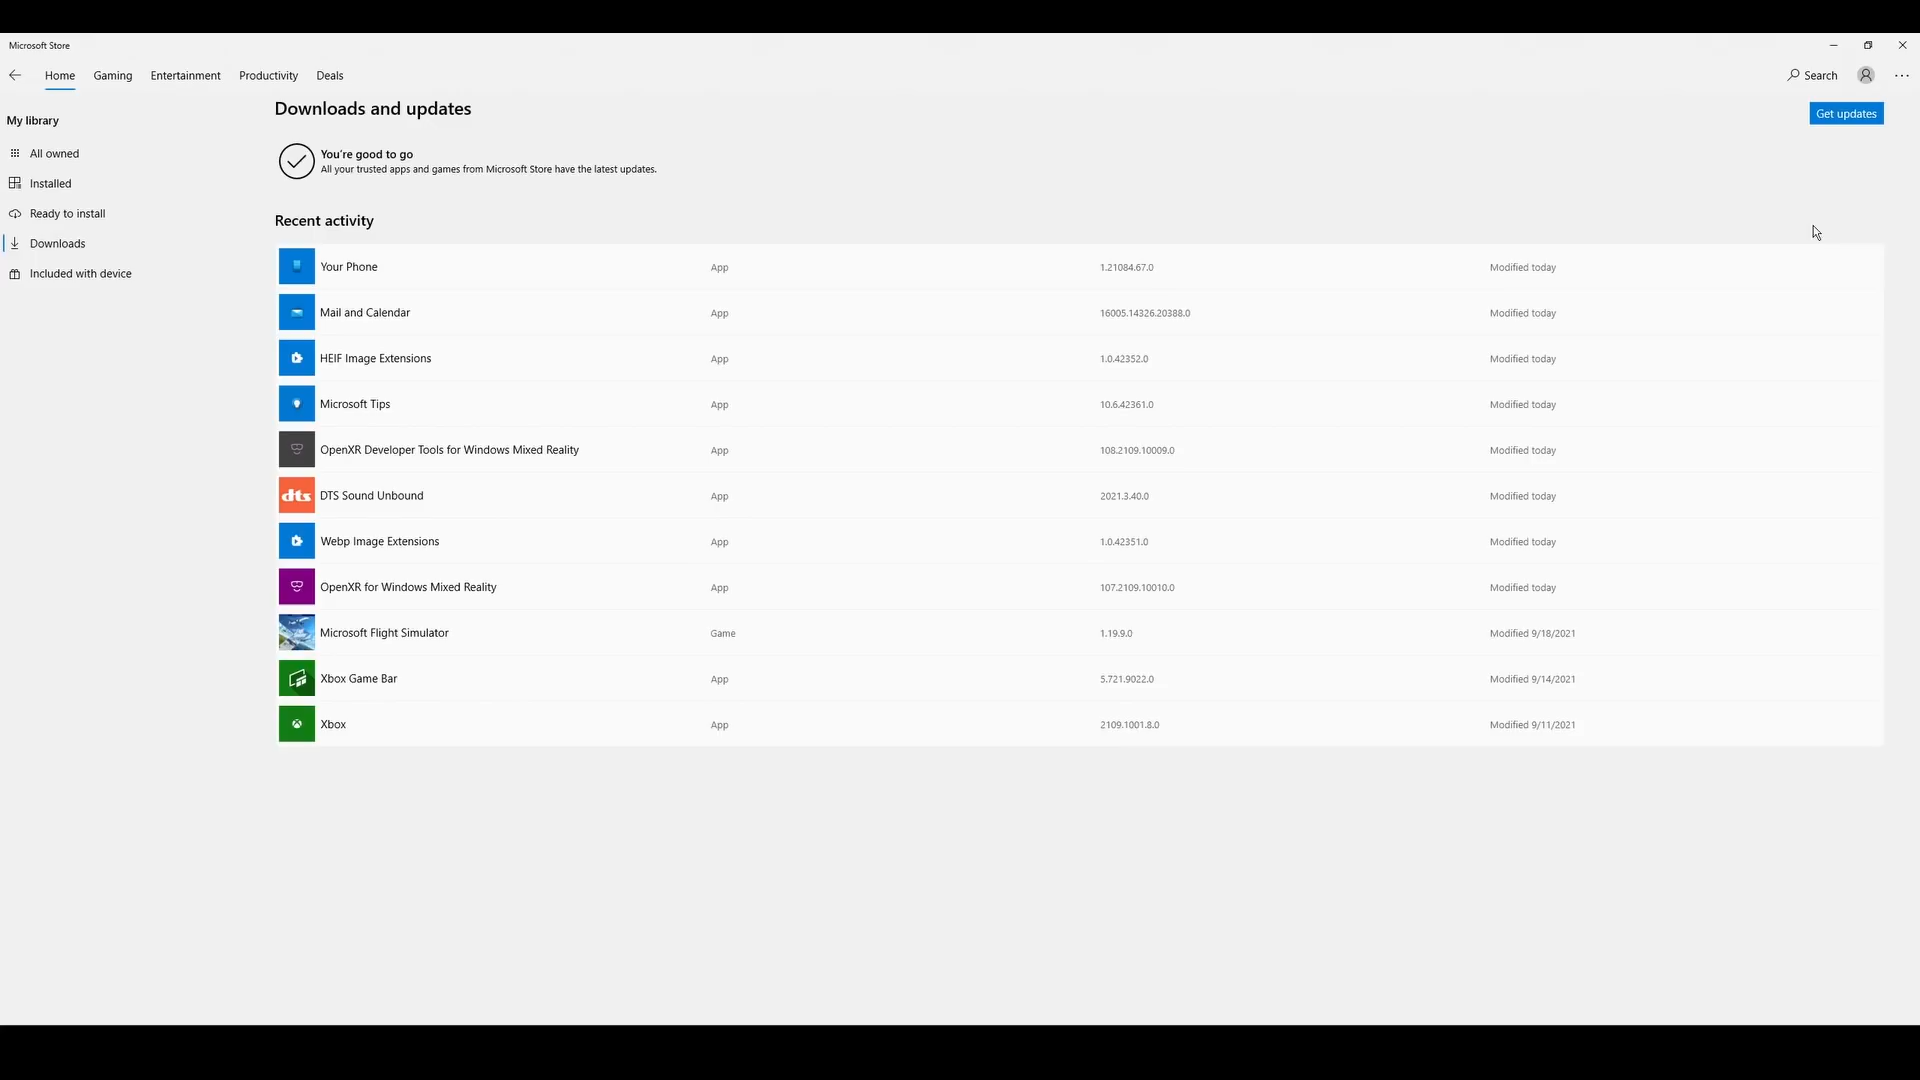 Microsoft Store
Home Gaming Entertainment Productivity Deals Search
My library
All owned
Installed
Ready to install
Downloads
Included with device
Downloads and updates
Get updates
You're good to go
All your trusted apps and games from Microsoft Store have the latest updates.
Recent activity
Your Phone App 1.21084.67.0 Modified today
Mail and Calendar App 16005.14326.20388.0 Modified today
HEIF Image Extensions App 1.0.42352.0 Modified today
Microsoft Tips App 10.6.42361.0 Modified today
OpenXR Developer Tools for Windows Mixed Reality App 108.2109.10009.0 Modified today
dts DTS Sound Unbound App 2021.3.40.0 Modified today
Webp Image Extensions App 1.0.42351.0 Modified today
OpenXR for Windows Mixed Reality App 107.2109.10010.0 Modified today
Microsoft Flight Simulator Game 1.19.9.0 Modified 9/18/2021
Xbox Game Bar App 5.721.9022.0 Modified 9/14/2021
Xbox App 2109.1001.8.0 Modified 9/11/2021